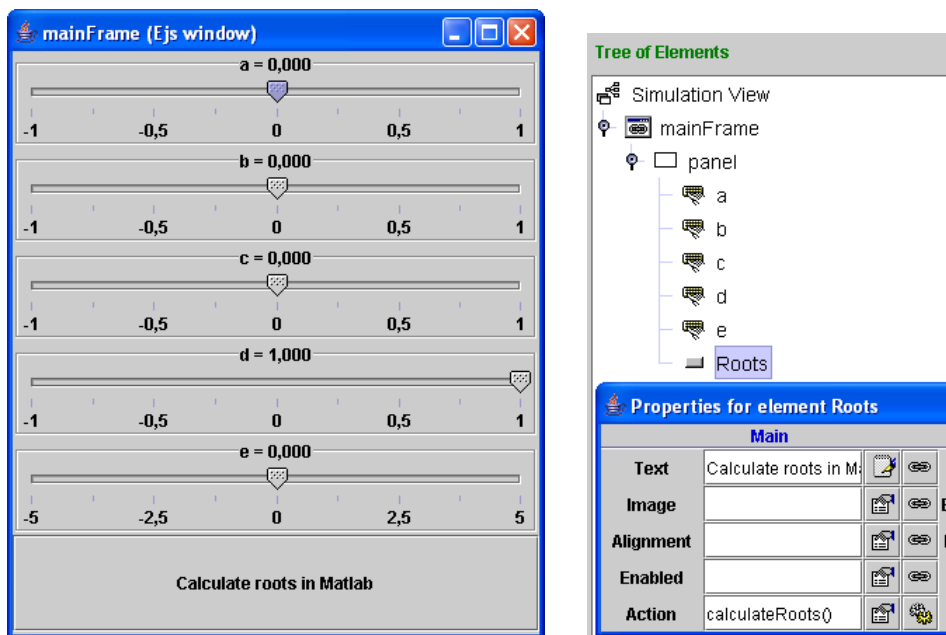 mainFrame (Ejs window)
a = 0,000
-1 -0,5 0 0,5 1
b = 0,000
-1 -0,5 0 0,5 1
c = 0,000
-1 -0,5 0 0,5 1
d = 1,000
-1 -0,5 0 0,5 1
e = 0,000
-5 -2,5 0 2,5 5
Calculate roots in Matlab
Tree of Elements
Simulation View
mainFrame
panel
a
b
c
d
e
Roots
Properties for element Roots
Main
Text Calculate roots in Ma
Image
Alignment
Enabled
Action calculateRoots()